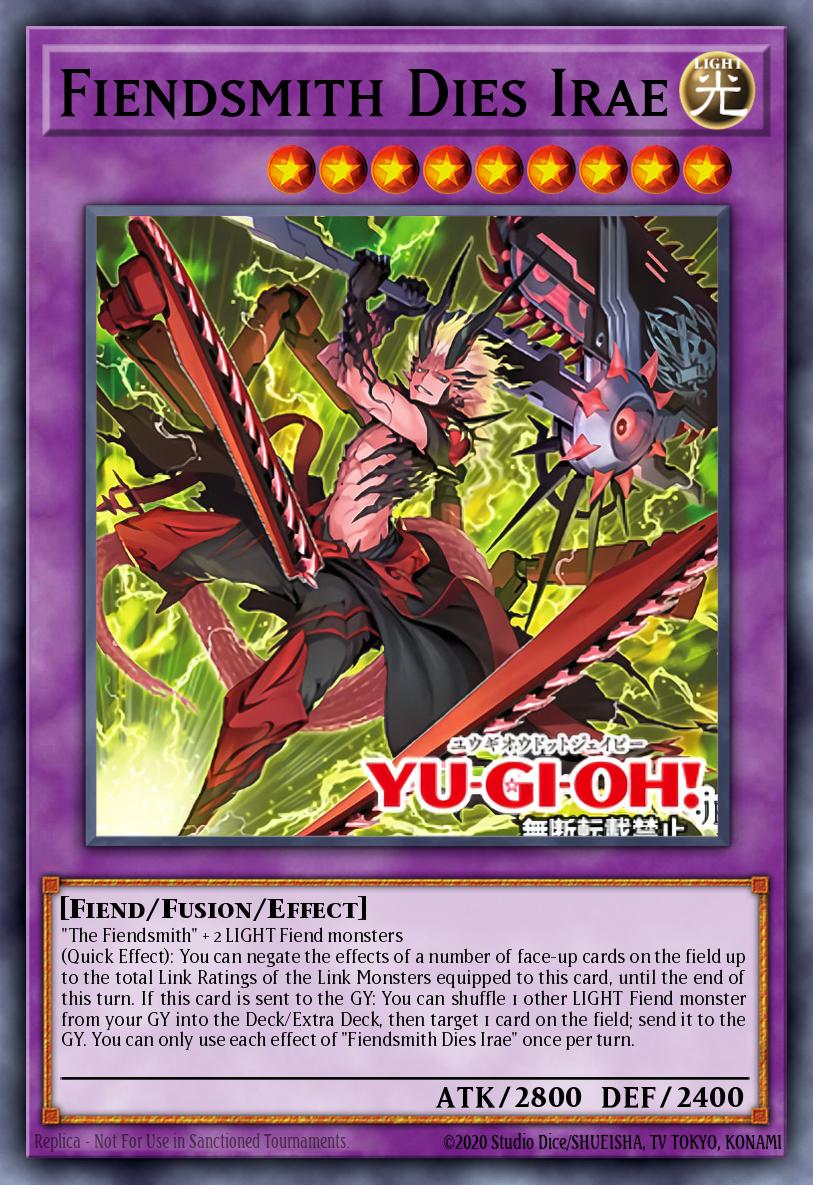 Fiendsmith Dies Irae
LIGHT
光
ユウギオウドットジェイピー
YU-GI-OH!
無断転載禁止
[Fiend/Fusion/Effect]
"The Fiendsmith" + 2 LIGHT Fiend monsters
(Quick Effect): You can negate the effects of a number of face-up cards on the field up
to the total Link Ratings of the Link Monsters equipped to this card, until the end of
this turn. If this card is sent to the GY: You can shuffle 1 other LIGHT Fiend monster
from your GY into the Deck/Extra Deck, then target 1 card on the field; send it to the
GY. You can only use each effect of "Fiendsmith Dies Irae" once per turn.
ATK/2800 DEF/2400
Replica - Not For Use in Sanctioned Tournaments.
©2020 Studio Dice/SHUEISHA, TV TOKYO, KONAMI